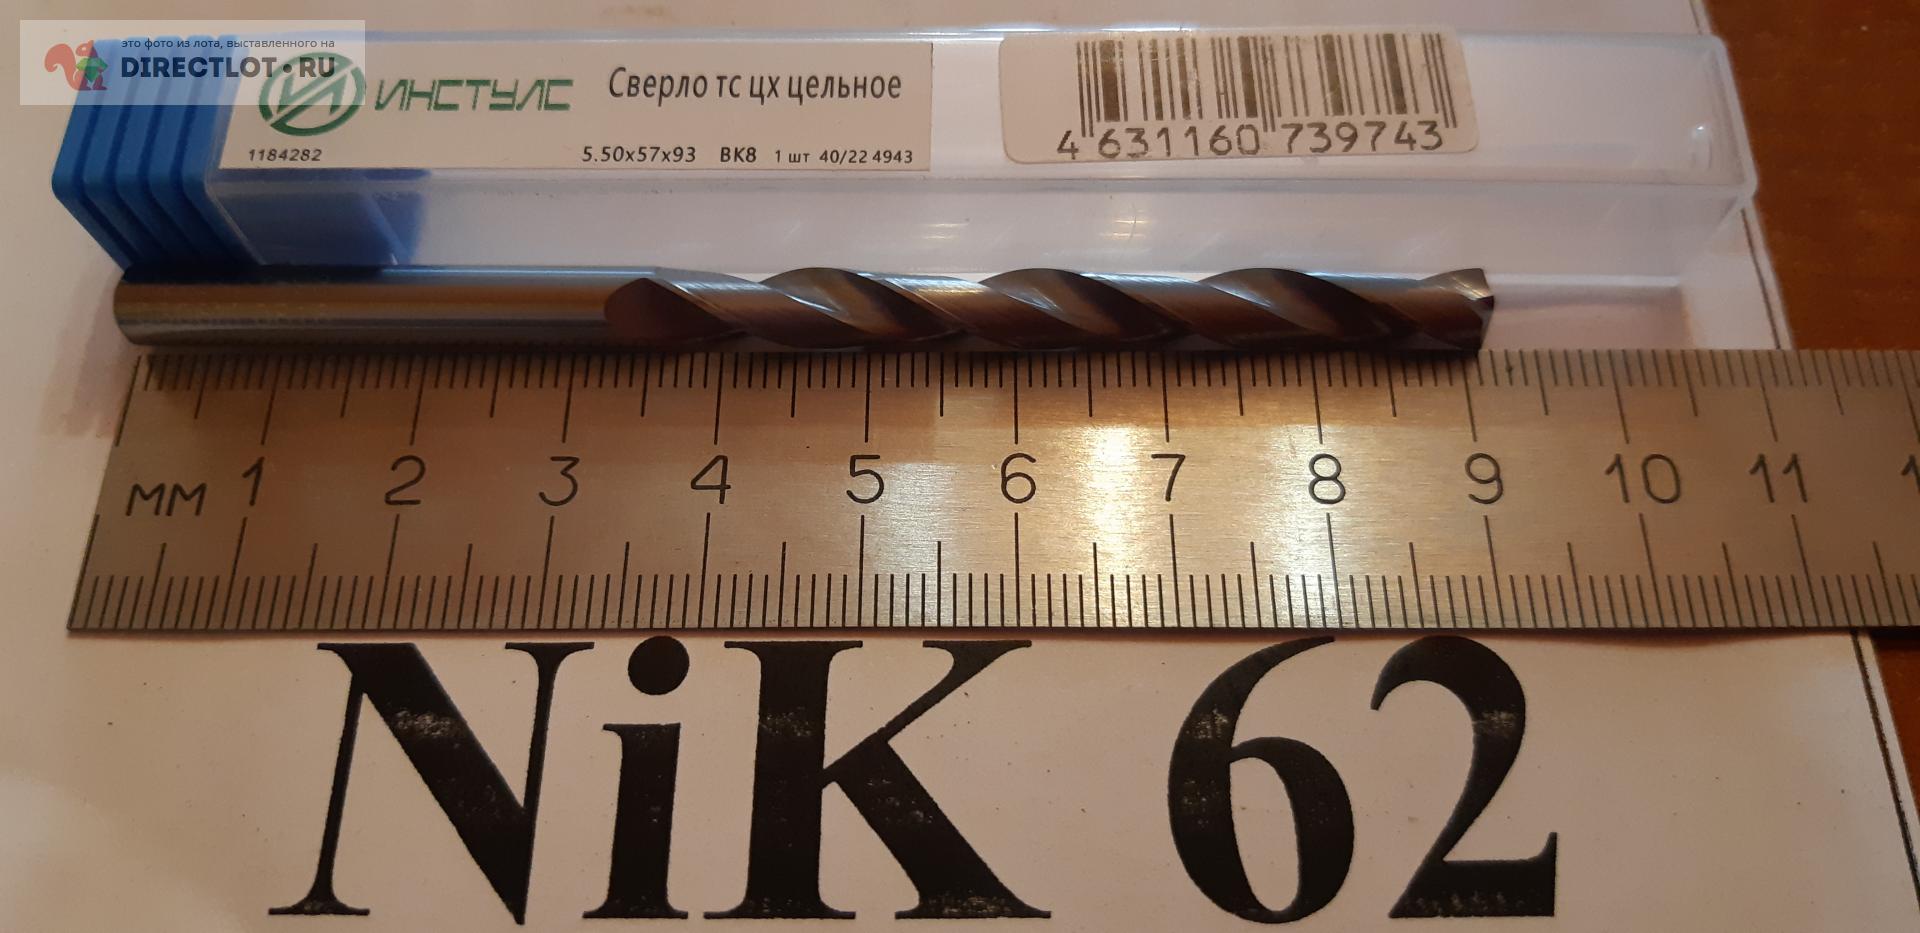 это фото из лота, выставленного на
DIRECTLOT.RU
ИНСТУЛС
Сверло тс цх цельное
1184282
5.50x57x93 ВК8 1 шт 40/22 4943
4 631160 739743
мм 1 2 3 4 5 6 7 8 9 10 11
NiK 62